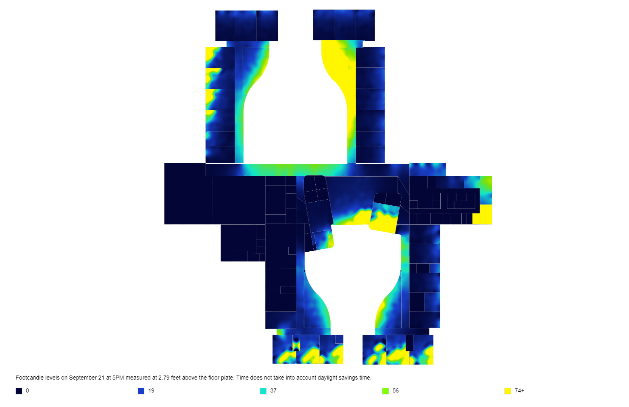 Footcandle levels on September 21 at 5PM measured at 2.79 feet above the floor plate. Time does not take into account daylight savings time.
0 19 37 56 74+